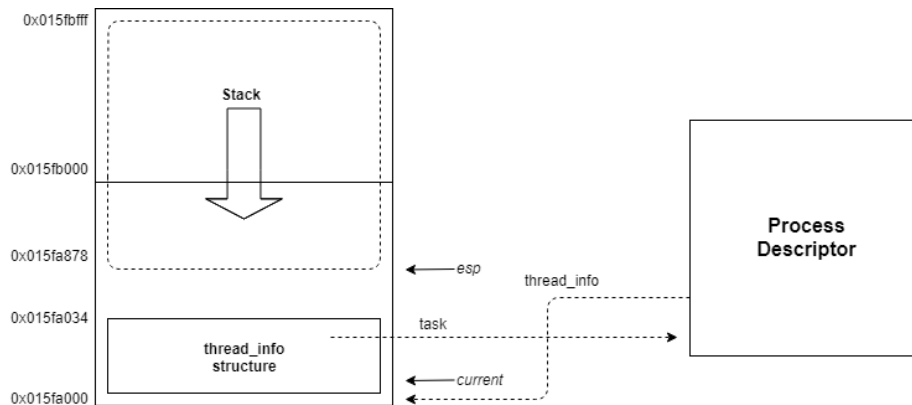 0x015fbfff
Stack
0x015fb000
Process
Descriptor
0x015fa878
esp
thread_info
0x015fa034
task
thread_info
structure
current
0x015fa000